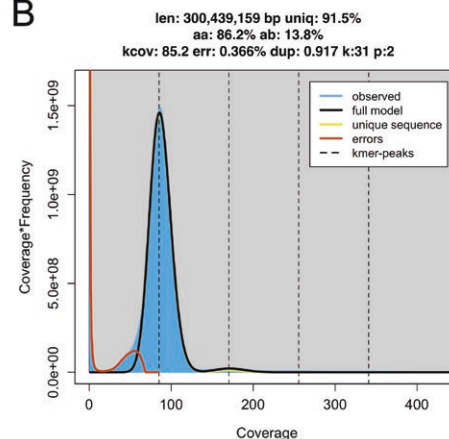 B
len: 300,439,159 bp uniq: 91.5%
aa: 86.2% ab: 13.8%
kcov: 85.2 err: 0.366% dup: 0.917 k:31 p:2
observed
full model
unique sequence
errors
kmer-peaks
Coverage*Frequency
1.5e+09
1.0e+09
5.0e+08
0.0e+00
0 100 200 300 400
Coverage